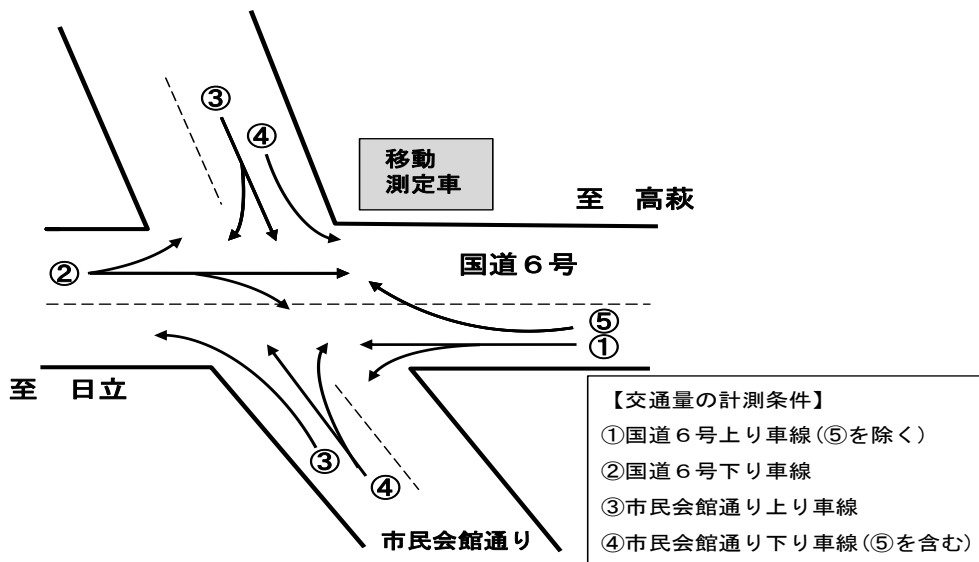 ③
④
移動
測定車
至 高萩
②
国道６号
⑤
①
至 日立
③
④
市民会館通り
【交通量の計測条件】
①国道６号上り車線(⑤を除く)
②国道６号下り車線
③市民会館通り上り車線
④市民会館通り下り車線(⑤を含む)